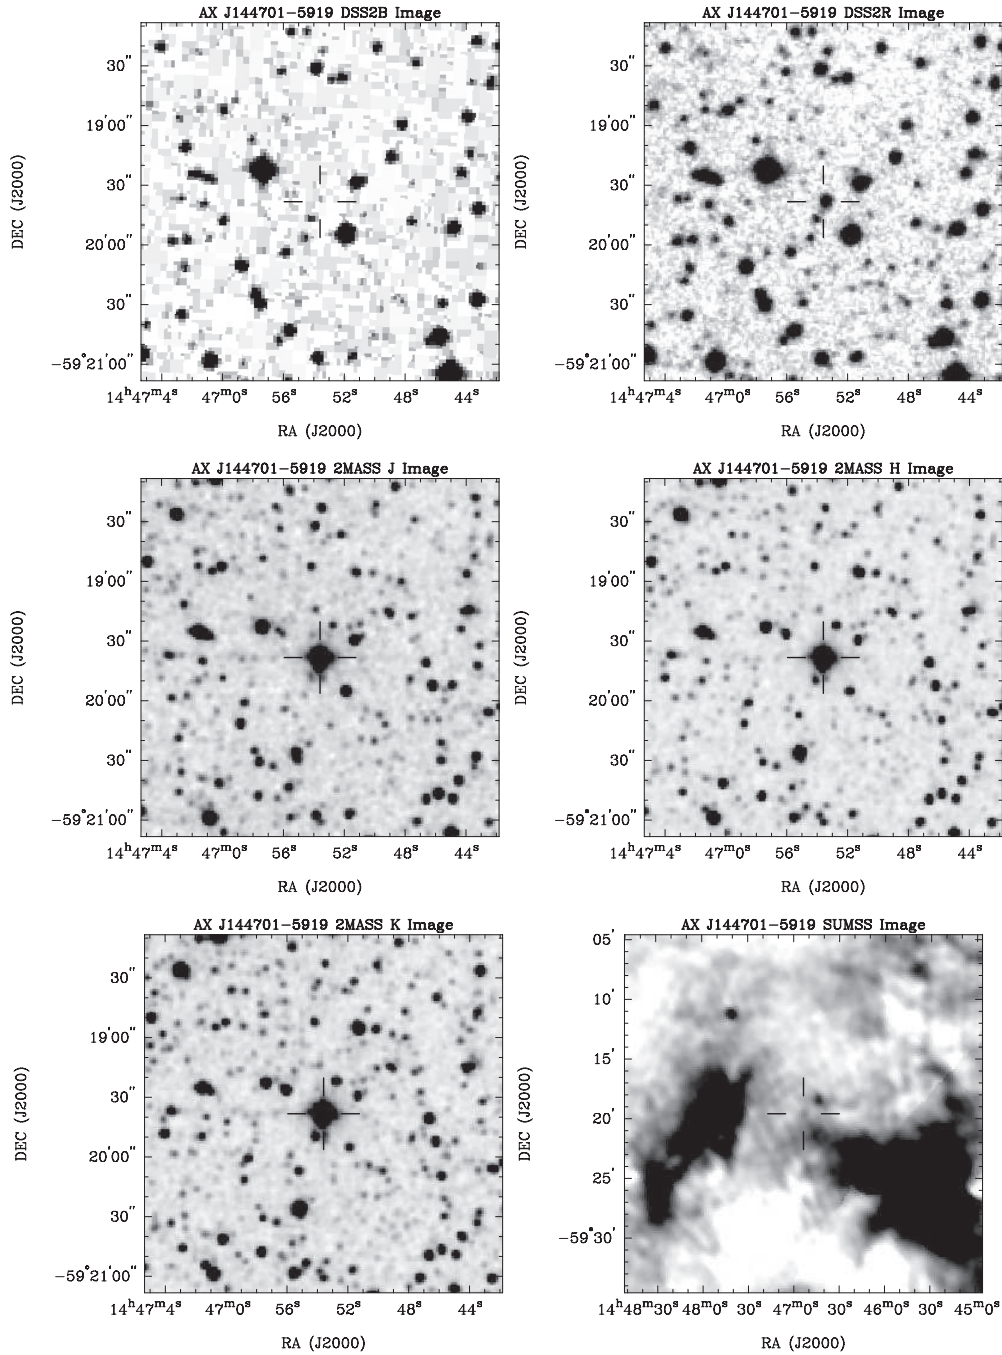 AX J144701-5919 DSS2B Image
AX J144701-5919 DSS2R Image
DEC (J2000)
30"
19'00"
30"
20'00"
30"
-59°21'00"
14h47m4s 47m0s 56s 52s 48s 44s
RA (J2000)
DEC (J2000)
30"
19'00"
30"
20'00"
30"
-59°21'00"
14h47m4s 47m0s 56s 52s 48s 44s
RA (J2000)
AX J144701-5919 2MASS J Image
AX J144701-5919 2MASS H Image
DEC (J2000)
30"
19'00"
30"
20'00"
30"
-59°21'00"
14h47m4s 47m0s 56s 52s 48s 44s
RA (J2000)
DEC (J2000)
30"
19'00"
30"
20'00"
30"
-59°21'00"
14h47m4s 47m0s 56s 52s 48s 44s
RA (J2000)
AX J144701-5919 2MASS K Image
AX J144701-5919 SUMSS Image
DEC (J2000)
30"
19'00"
30"
20'00"
30"
-59°21'00"
14h47m4s 47m0s 56s 52s 48s 44s
RA (J2000)
DEC (J2000)
05'
10'
15'
20'
25'
-59°30'
14h48m30s 48m0s 30s 47m0s 30s 46m0s 30s 45m0s
RA (J2000)